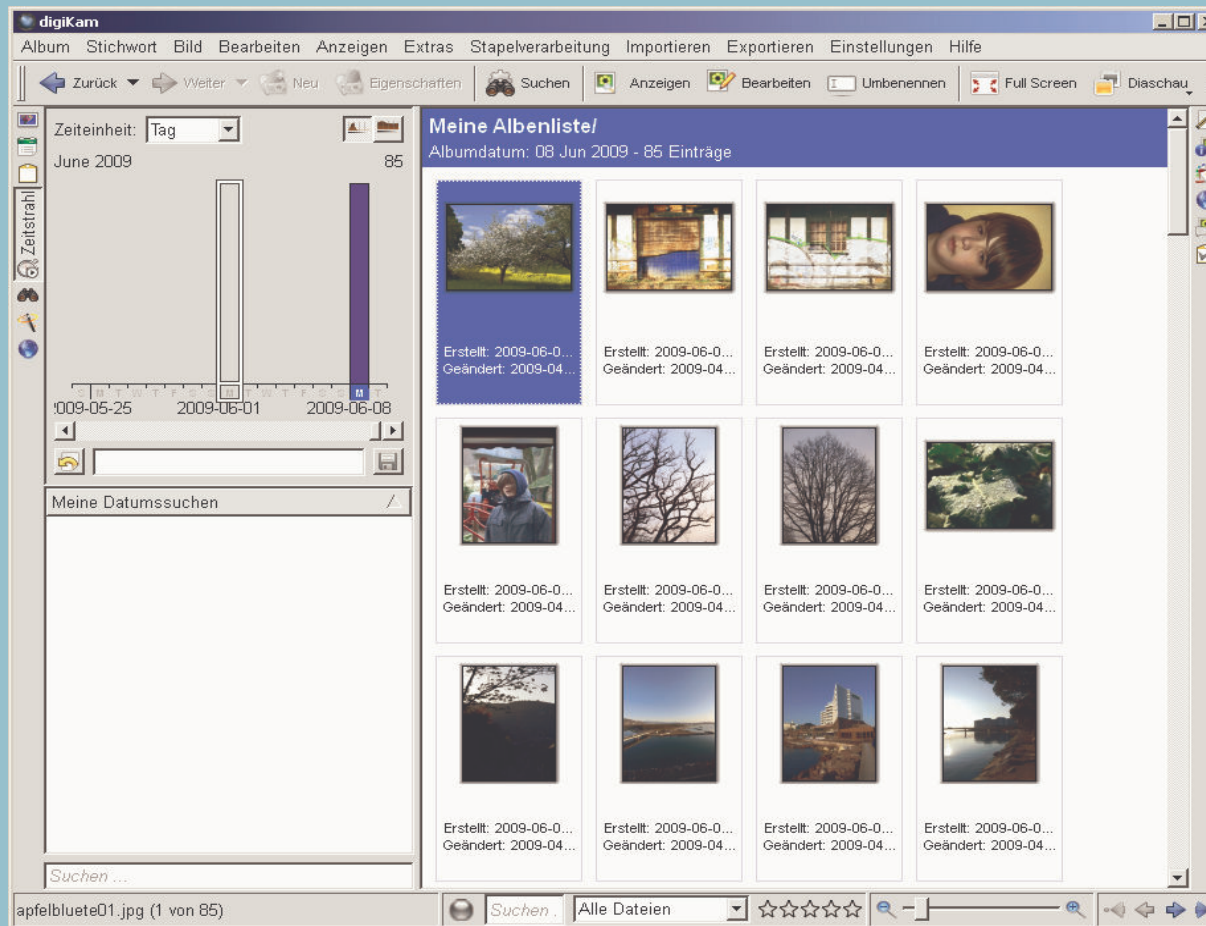 digiKam
Album Stichwort Bild Bearbeiten Anzeigen Extras Stapelverarbeitung Importieren Exportieren Einstellungen Hilfe
Zurück Weiter Neu Eigenschaften Suchen Anzeigen Bearbeiten Umbenennen Full Screen Diaschau
Zeiteinheit: Tag
June 2009 85
Zeitstrahl
S M T W T F S S M T W T F S S M T
009-05-25 2009-06-01 2009-06-08
Meine Datumssuchen
Suchen ...
Meine Albenliste/
Albumdatum: 08 Jun 2009 - 85 Einträge
Erstellt: 2009-06-0... Erstellt: 2009-06-0... Erstellt: 2009-06-0... Erstellt: 2009-06-0...
Geändert: 2009-04... Geändert: 2009-04... Geändert: 2009-04... Geändert: 2009-04...
Erstellt: 2009-06-0... Erstellt: 2009-06-0... Erstellt: 2009-06-0... Erstellt: 2009-06-0...
Geändert: 2009-04... Geändert: 2009-04... Geändert: 2009-04... Geändert: 2009-04...
Erstellt: 2009-06-0... Erstellt: 2009-06-0... Erstellt: 2009-06-0... Erstellt: 2009-06-0...
Geändert: 2009-04... Geändert: 2009-04... Geändert: 2009-04... Geändert: 2009-04...
apfelbluete01.jpg (1 von 85) Suchen . Alle Dateien